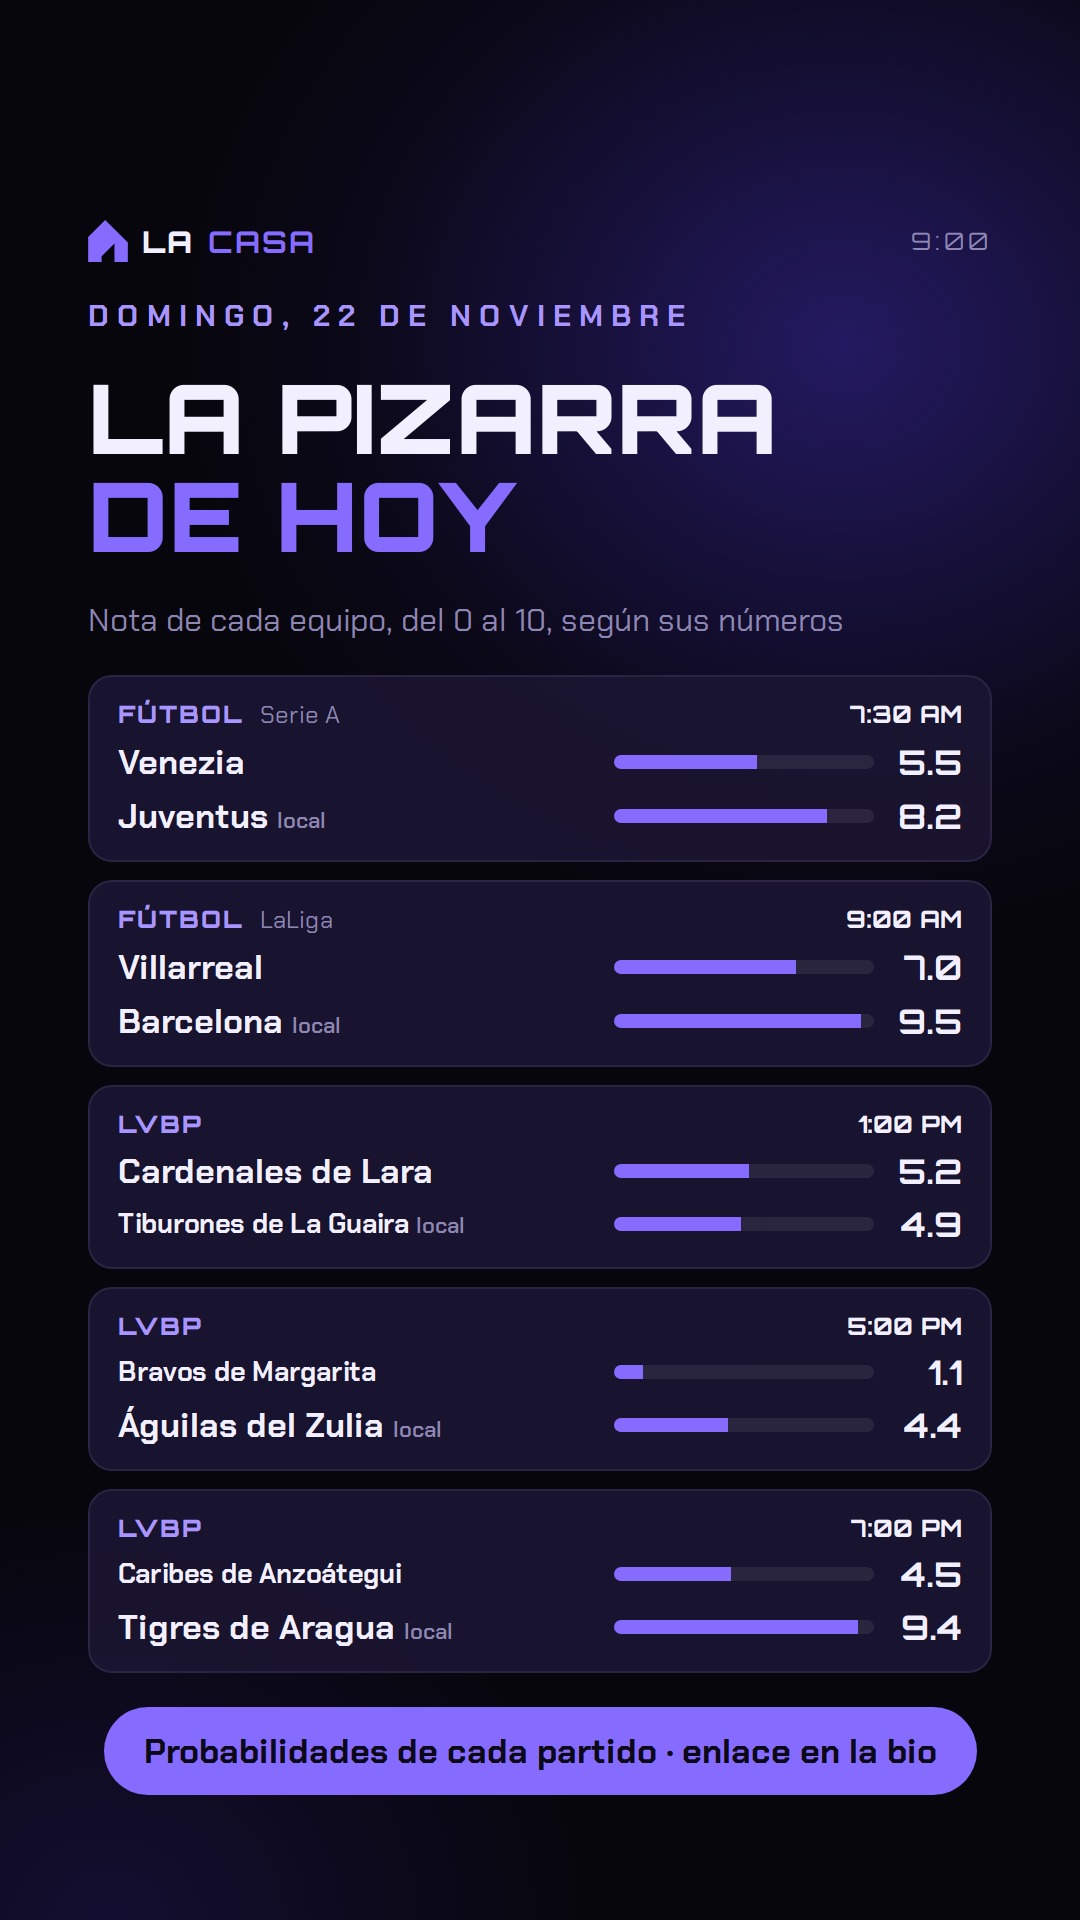 LA CASA
9:00
DOMINGO, 22 DE NOVIEMBRE
LA PIZARRA
DE HOY
Nota de cada equipo, del 0 al 10, según sus números
FÚTBOL Serie A 7:30 AM
Venezia 5.5
Juventus local 8.2
FÚTBOL LaLiga 9:00 AM
Villarreal 7.0
Barcelona local 9.5
LVBP 1:00 PM
Cardenales de Lara 5.2
Tiburones de La Guaira local 4.9
LVBP 5:00 PM
Bravos de Margarita 1.1
Águilas del Zulia local 4.4
LVBP 7:00 PM
Caribes de Anzoátegui 4.5
Tigres de Aragua local 9.4
Probabilidades de cada partido · enlace en la bio